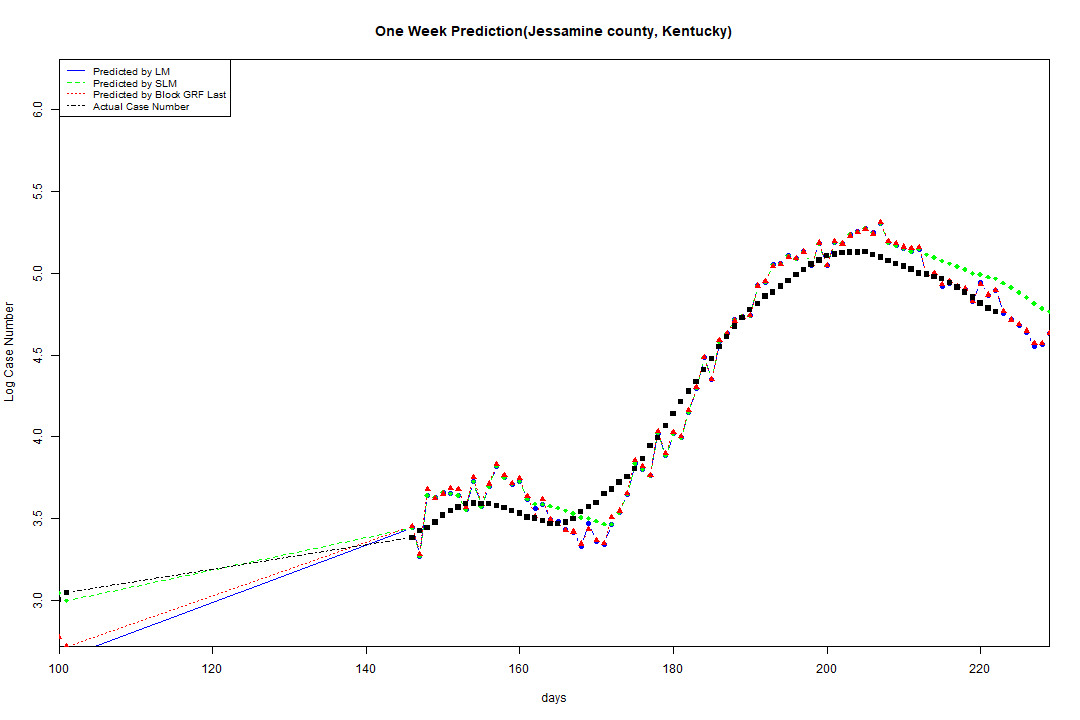 One Week Prediction(Jessamine county, Kentucky)
Predicted by LM
Predicted by SLM
Predicted by Block GRF Last
Actual Case Number
6.0
5.5
5.0
4.5
4.0
3.5
3.0
Log Case Number
100 120 140 160 180 200 220
days